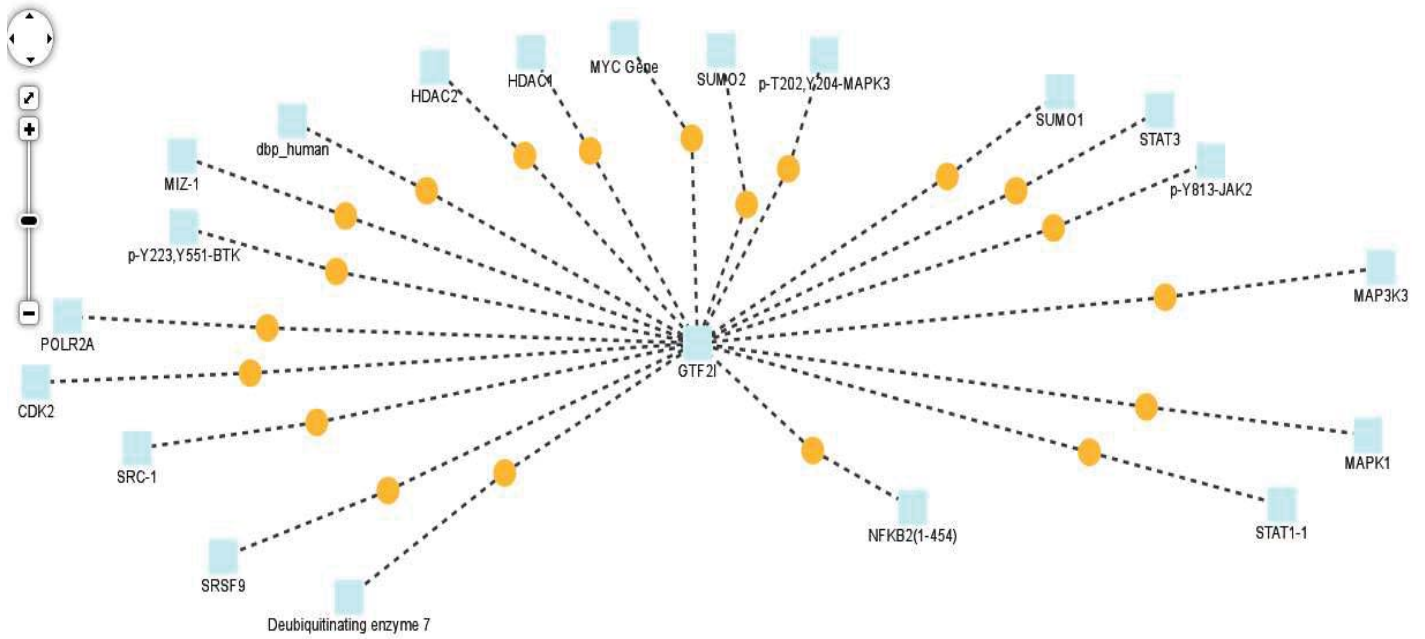 MYC Gene
HDAC1
SUMO2
p-T202,Y204-MAPK3
HDAC2
SUMO1
STAT3
dbp_human
MIZ-1
p-Y813-JAK2
p-Y223,Y551-BTK
MAP3K3
POLR2A
GTF2I
CDK2
MAPK1
SRC-1
STAT1-1
NFKB2(1-454)
SRSF9
Deubiquitinating enzyme 7